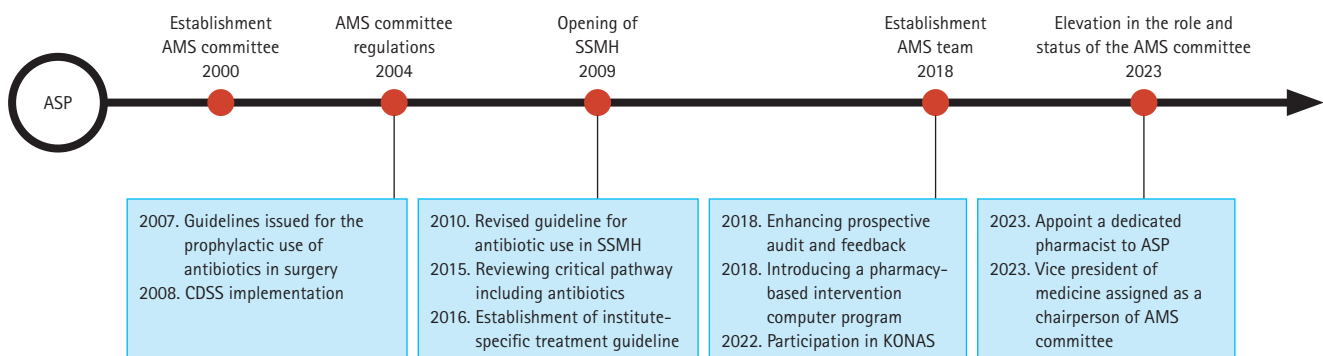 Establishment
AMS committee
2000
AMS committee
regulations
2004
Opening of
SSMH
2009
Establishment
AMS team
2018
Elevation in the role and
status of the AMS committee
2023
ASP
2007. Guidelines issued for the
prophylactic use of
antibiotics in surgery
2008. CDSS implementation
2010. Revised guideline for
antibiotic use in SSMH
2015. Reviewing critical pathway
including antibiotics
2016. Establishment of institute-
specific treatment guideline
2018. Enhancing prospective
audit and feedback
2018. Introducing a pharmacy-
based intervention
computer program
2022. Participation in KONAS
2023. Appoint a dedicated
pharmacist to ASP
2023. Vice president of
medicine assigned as a
chairperson of AMS
committee